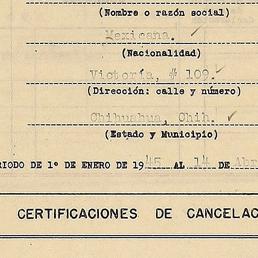 (Nombre o razón social)
Mexicana.
(Nacionalidad)
Victoria, # 109.
(Dirección: calle y número)
Chihuahua, Chih.
(Estado y Municipio)
RIODO DE 1º DE ENERO DE 1945 AL 14 DE Abr
CERTIFICACIONES DE CANCELAC